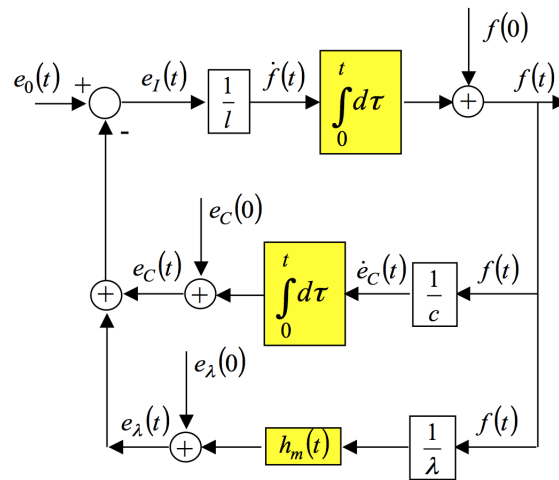 f(0)
e₀(t) + e_I(t) 1/l ḟ(t) ∫₀ᵗ dτ + f(t)
-
e_C(0)
e_C(t) + ∫₀ᵗ dτ ė_C(t) 1/c f(t)
+
e_λ(0)
e_λ(t) + h_m(t) 1/λ f(t)